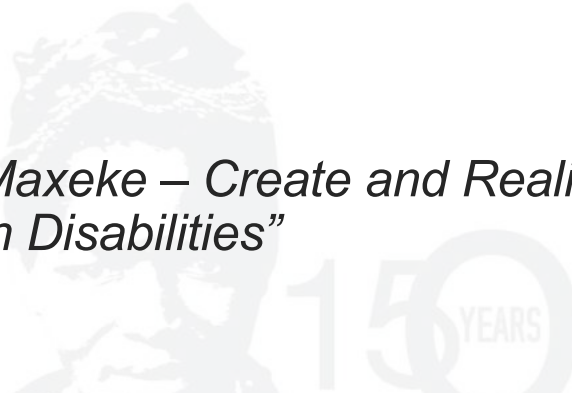 Maxeke – Create and Reali
n Disabilities”
150 YEARS